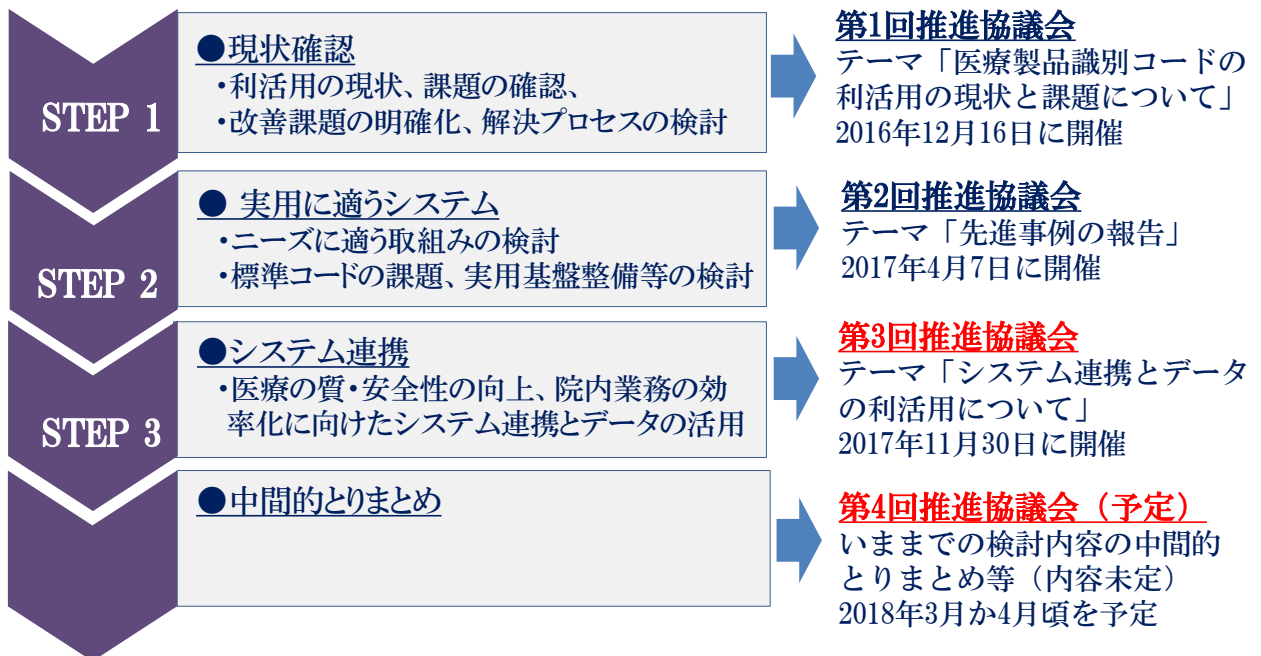 STEP 1
●現状確認
・利活用の現状、課題の確認、
・改善課題の明確化、解決プロセスの検討
第1回推進協議会
テーマ「医療製品識別コードの
利活用の現状と課題について」
2016年12月16日に開催
STEP 2
● 実用に適うシステム
・ニーズに適う取組みの検討
・標準コードの課題、実用基盤整備等の検討
第2回推進協議会
テーマ「先進事例の報告」
2017年4月7日に開催
STEP 3
●システム連携
・医療の質・安全性の向上、院内業務の効
率化に向けたシステム連携とデータの活用
第3回推進協議会
テーマ「システム連携とデータ
の利活用について」
2017年11月30日に開催
●中間的とりまとめ
第4回推進協議会（予定）
いままでの検討内容の中間的
とりまとめ等（内容未定）
2018年3月か4月頃を予定